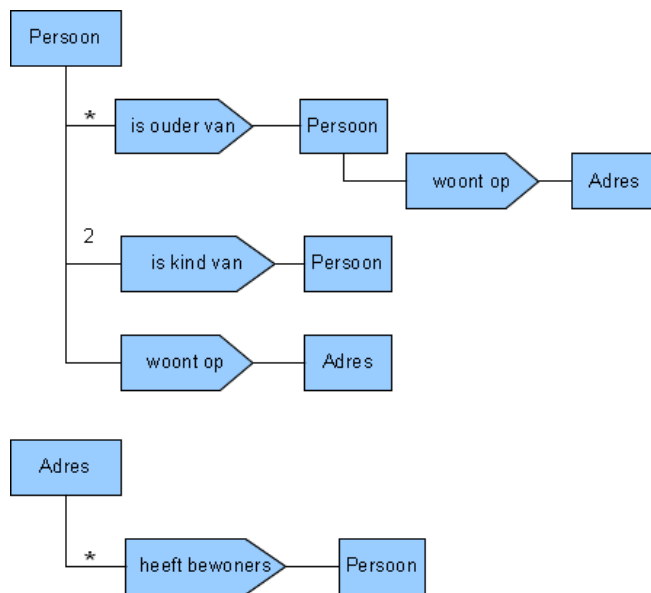 Persoon
*
is ouder van
Persoon
woont op
Adres
2
is kind van
Persoon
woont op
Adres
Adres
*
heeft bewoners
Persoon